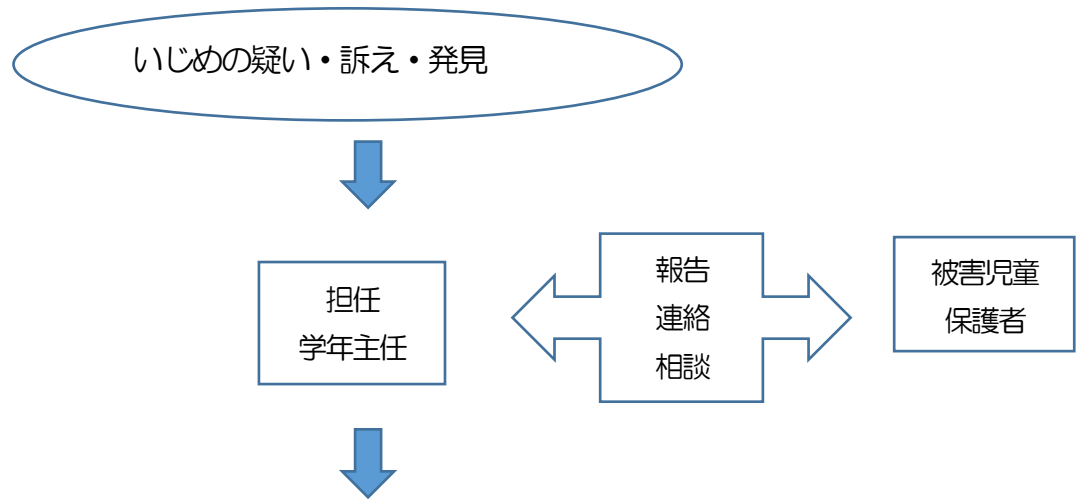 いじめの疑い・訴え・発見
担任
学年主任
報告
連絡
相談
被害児童
保護者